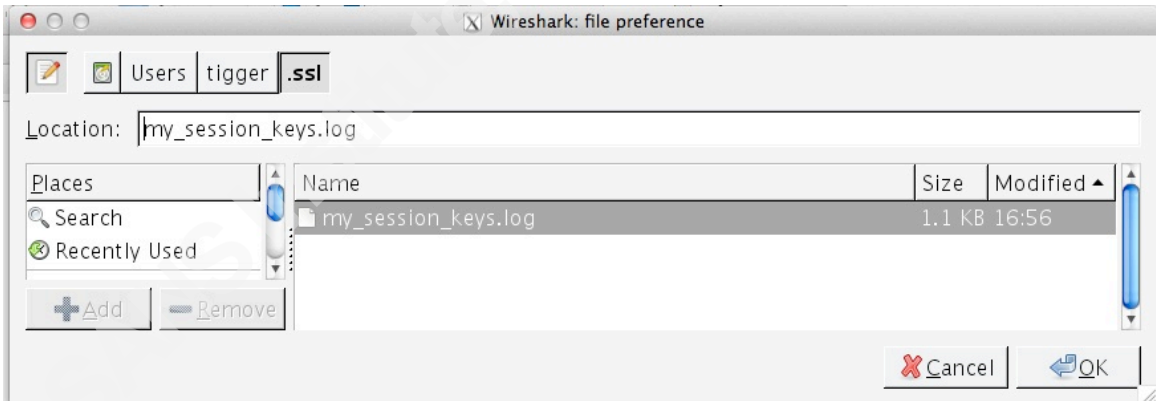 Wireshark: file preference
Users tigger .ssl
Location: my_session_keys.log
Places Name Size Modified
Search my_session_keys.log 1.1 KB 16:56
Recently Used
Add Remove
Cancel OK